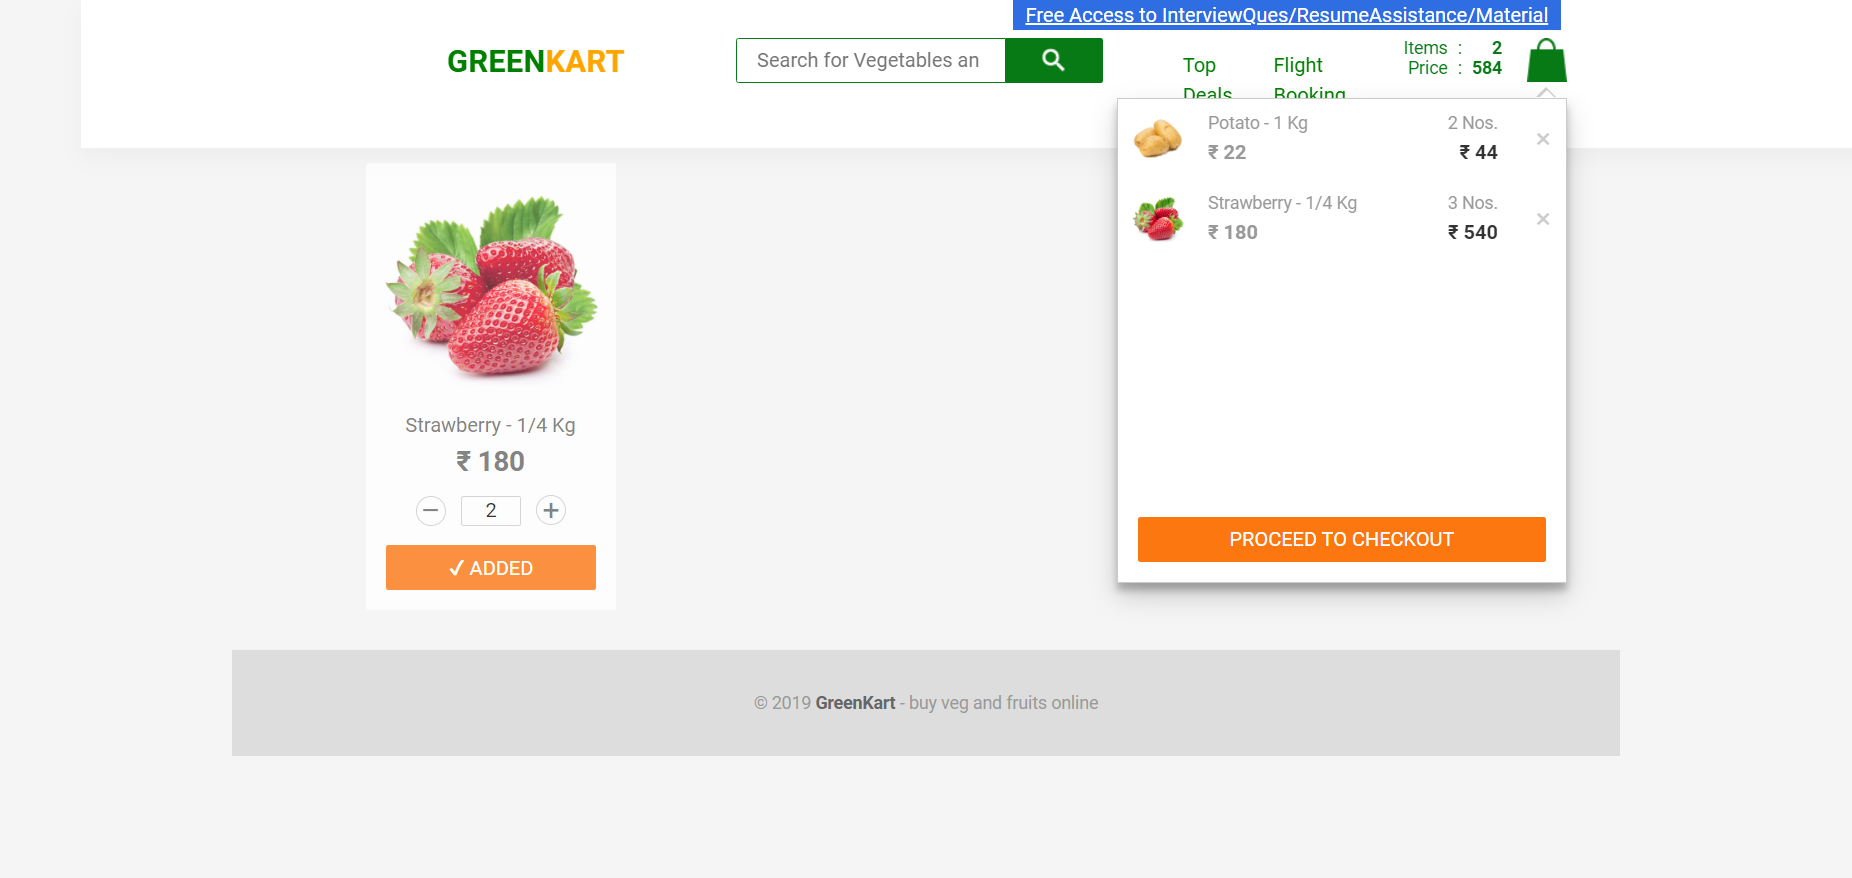 Free Access to InterviewQues/ResumeAssistance/Material
GREENKART
Search for Vegetables an
Top
Deals
Flight
Booking
Items : 2
Price : 584
Potato - 1 Kg 2 Nos.
₹ 22 ₹ 44
×
Strawberry - 1/4 Kg 3 Nos.
₹ 180 ₹ 540
×
PROCEED TO CHECKOUT
Strawberry - 1/4 Kg
₹ 180
− 2 +
✓ ADDED
© 2019 GreenKart - buy veg and fruits online